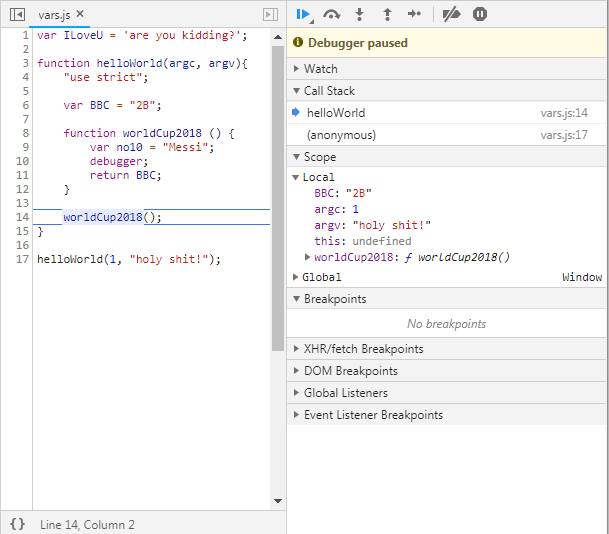 vars.js ×
1 var ILoveU = 'are you kidding?';
2
3 function helloWorld(argc, argv){
4 "use strict";
5
6 var BBC = "2B";
7
8 function worldCup2018 () {
9 var no10 = "Messi";
10 debugger;
11 return BBC;
12 }
13
14 worldCup2018();
15 }
16
17 helloWorld(1, "holy shit!");
{ } Line 14, Column 2
Debugger paused
Watch
Call Stack
helloWorld vars.js:14
(anonymous) vars.js:17
Scope
Local
BBC: "2B"
argc: 1
argv: "holy shit!"
this: undefined
worldCup2018: ƒ worldCup2018()
Global Window
Breakpoints
No breakpoints
XHR/fetch Breakpoints
DOM Breakpoints
Global Listeners
Event Listener Breakpoints